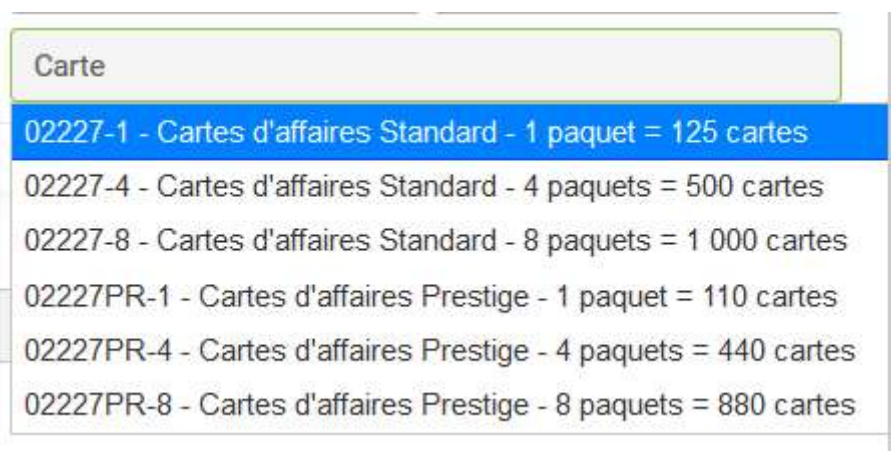 Carte
02227-1 - Cartes d'affaires Standard - 1 paquet = 125 cartes
02227-4 - Cartes d'affaires Standard - 4 paquets = 500 cartes
02227-8 - Cartes d'affaires Standard - 8 paquets = 1 000 cartes
02227PR-1 - Cartes d'affaires Prestige - 1 paquet = 110 cartes
02227PR-4 - Cartes d'affaires Prestige - 4 paquets = 440 cartes
02227PR-8 - Cartes d'affaires Prestige - 8 paquets = 880 cartes